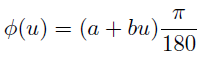 ϕ(u) = (a + bu) π/180